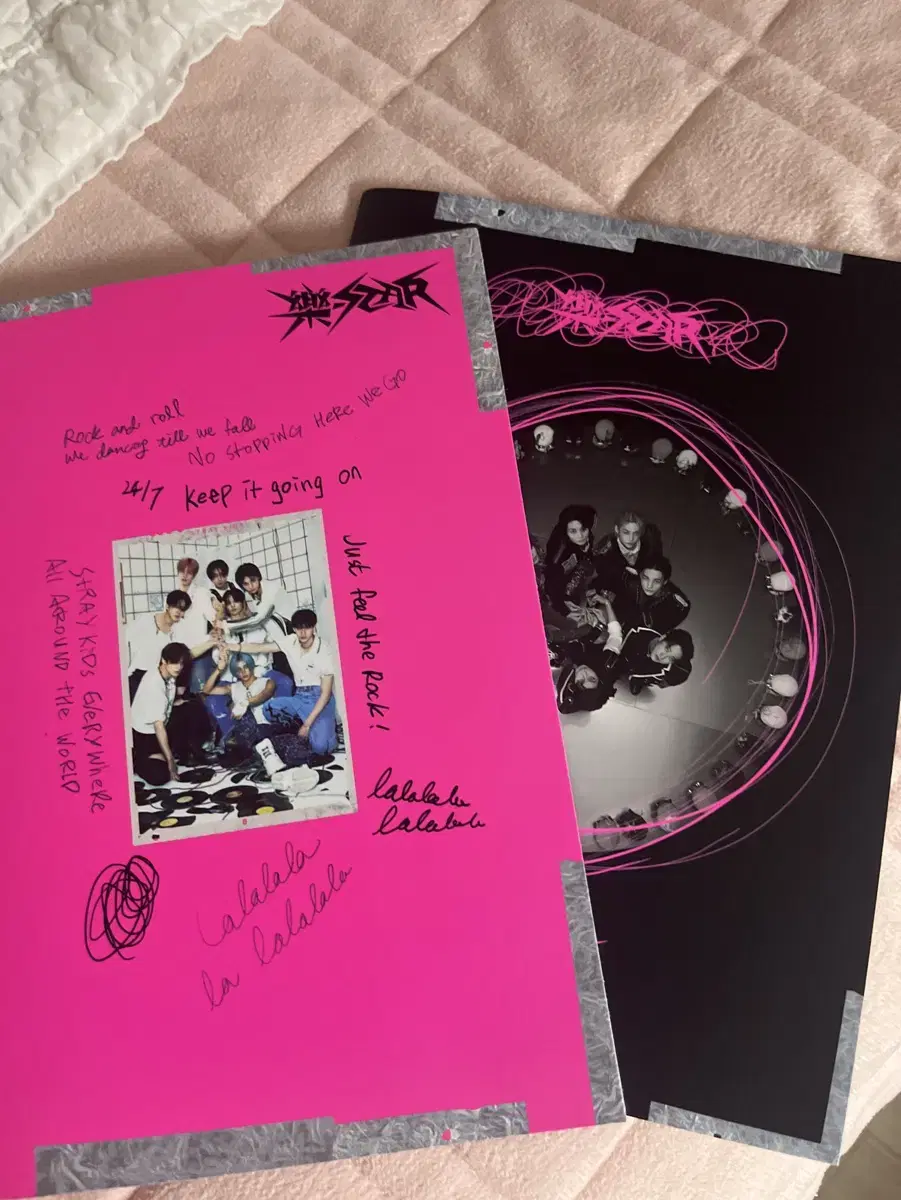 樂-STAR
樂-STAR
Rock and roll
We dancing till we fall
No stopping Here We Go
24/7 keep it going on
Just feel the Rock!
STRAY KIDS EVERYWHERE
All AROUND the WORLD
lalalala
lalalala
Lalalala
la lalalala